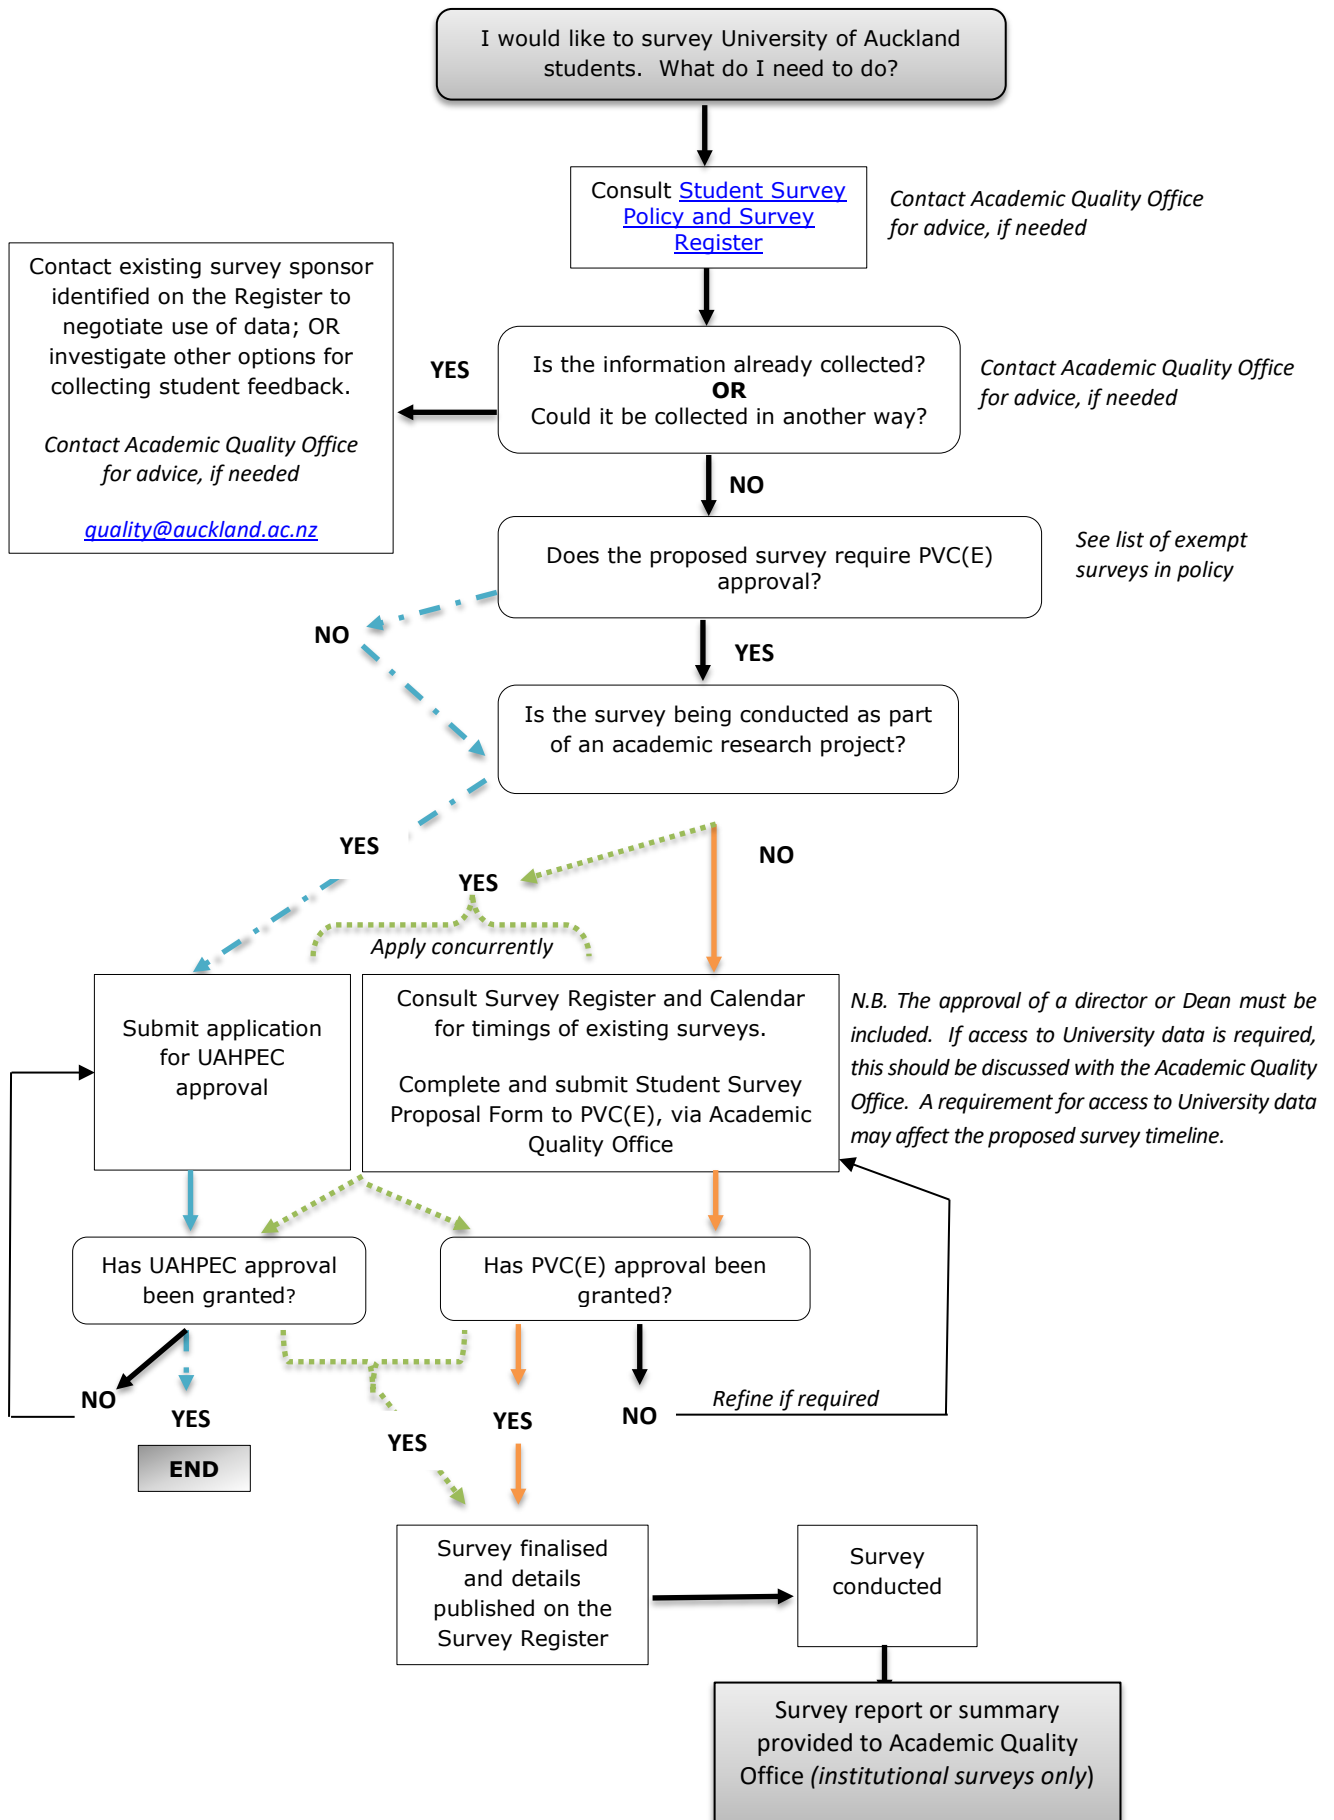 I would like to survey University of Auckland
students.  What do I need to do?
Consult Student Survey
Policy and Survey
Register
Contact Academic Quality Office
for advice, if needed
Contact existing survey sponsor
identified on the Register to
negotiate use of data; OR
investigate other options for
collecting student feedback.
Contact Academic Quality Office
for advice, if needed
quality@auckland.ac.nz
YES
Is the information already collected?
OR
Could it be collected in another way?
Contact Academic Quality Office
for advice, if needed
NO
Does the proposed survey require PVC(E)
approval?
See list of exempt
surveys in policy
NO
YES
Is the survey being conducted as part
of an academic research project?
YES
YES
NO
Apply concurrently
Submit application
for UAHPEC
approval
Consult Survey Register and Calendar
for timings of existing surveys.
Complete and submit Student Survey
Proposal Form to PVC(E), via Academic
Quality Office
N.B. The approval of a director or Dean must be
included.  If access to University data is required,
this should be discussed with the Academic Quality
Office.  A requirement for access to University data
may affect the proposed survey timeline.
Has UAHPEC approval
been granted?
Has PVC(E) approval been
granted?
NO
YES
END
YES
YES
NO
Refine if required
Survey finalised
and details
published on the
Survey Register
Survey
conducted
Survey report or summary
provided to Academic Quality
Office (institutional surveys only)